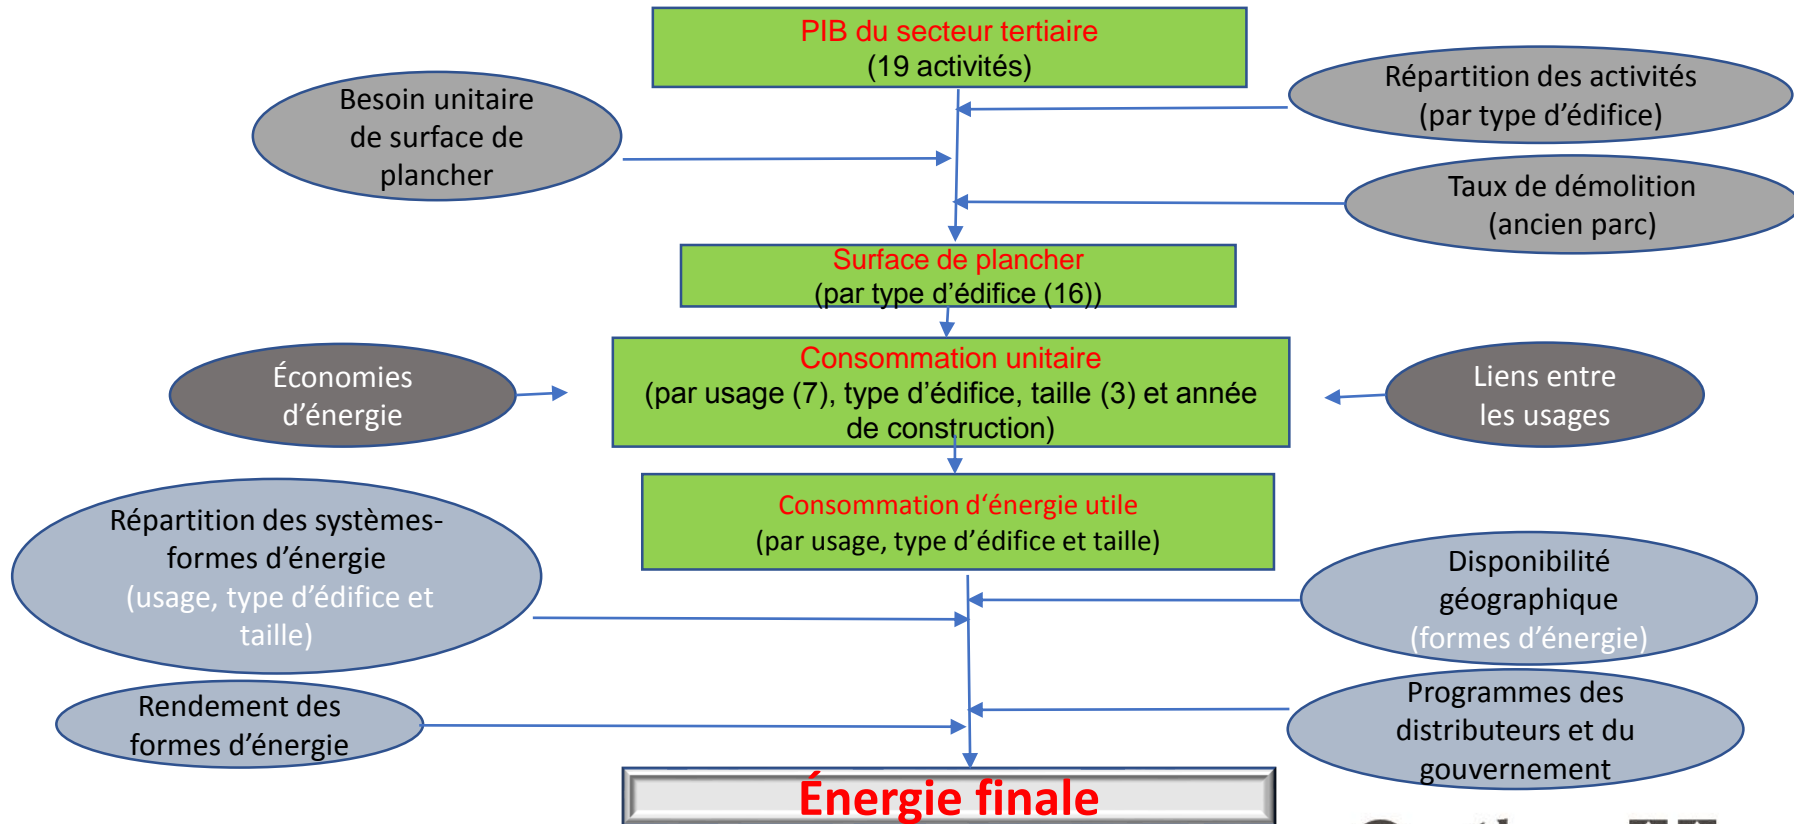 PIB du secteur tertiaire
(19 activités)
Besoin unitaire
de surface de
plancher
Répartition des activités
(par type d’édifice)
Taux de démolition
(ancien parc)
Surface de plancher
(par type d’édifice (16))
Économies
d’énergie
Consommation unitaire
(par usage (7), type d’édifice, taille (3) et année
de construction)
Liens entre
les usages
Répartition des systèmes-
formes d’énergie
(usage, type d’édifice et
taille)
Consommation d‘énergie utile
(par usage, type d’édifice et taille)
Disponibilité
géographique
(formes d’énergie)
Rendement des
formes d’énergie
Programmes des
distributeurs et du
gouvernement
Énergie finale